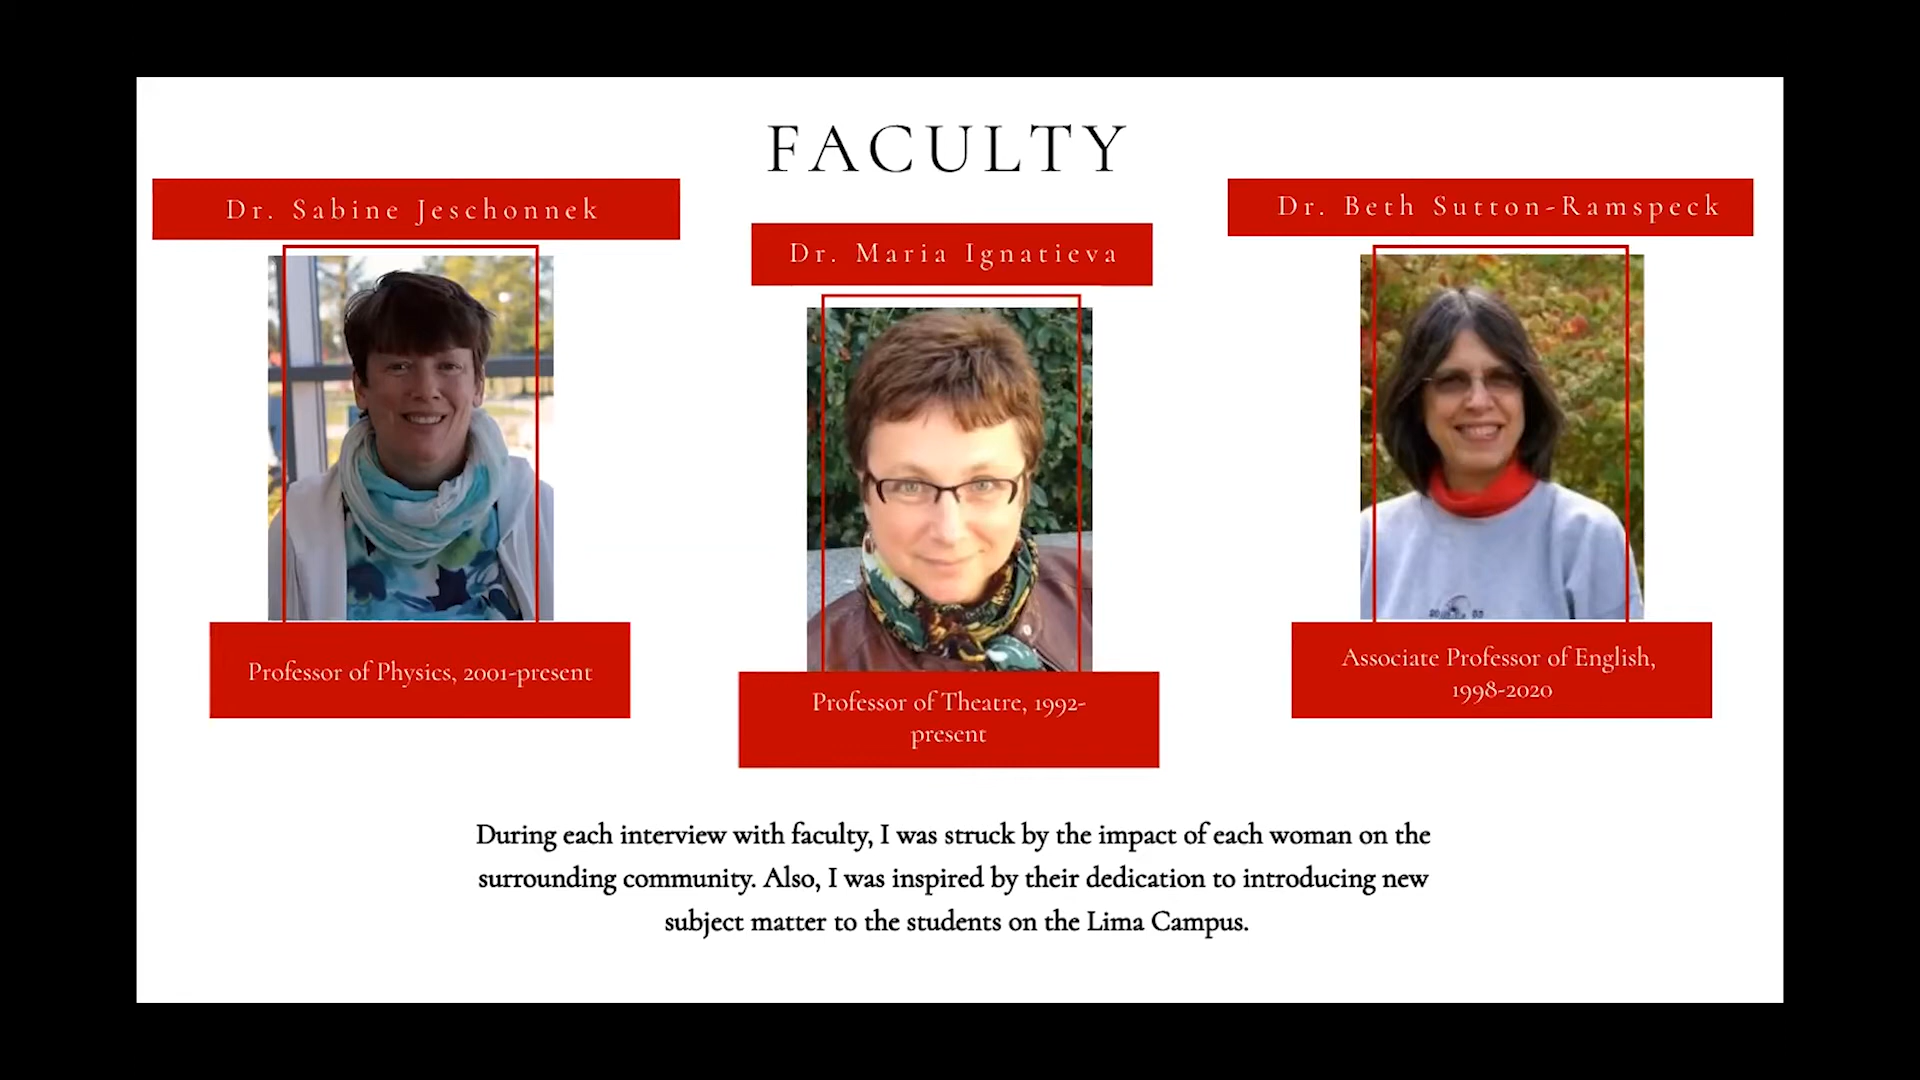 FACULTY
Dr. Sabine Jeschonnek
Professor of Physics, 2001-present
Dr. Maria Ignatieva
Professor of Theatre, 1992-
present
Dr. Beth Sutton-Ramspeck
Associate Professor of English,
1998-2020
During each interview with faculty, I was struck by the impact of each woman on the
surrounding community. Also, I was inspired by their dedication to introducing new
subject matter to the students on the Lima Campus.